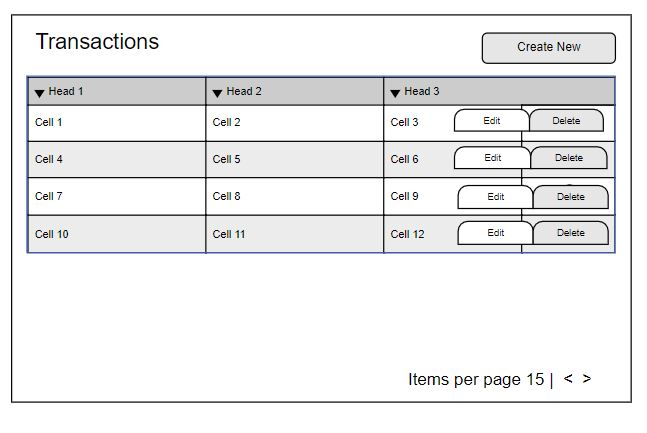 Transactions
Create New
Head 1 Head 2 Head 3
Cell 1 Cell 2 Cell 3 Edit Delete
Cell 4 Cell 5 Cell 6 Edit Delete
Cell 7 Cell 8 Cell 9 Edit Delete
Cell 10 Cell 11 Cell 12 Edit Delete
Items per page 15 | < >